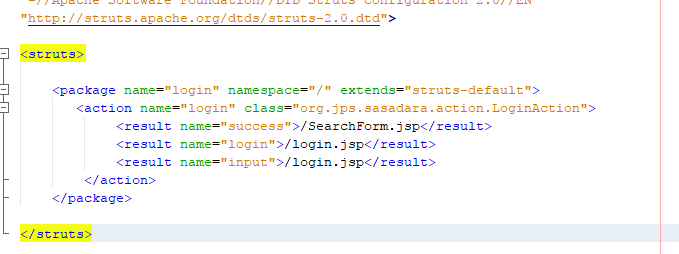 -//Apache Software Foundation//DTD Struts Configuration 2.0//EN"
"http://struts.apache.org/dtds/struts-2.0.dtd">
<struts>
<package name="login" namespace="/" extends="struts-default">
<action name="login" class="org.jps.sasadara.action.LoginAction">
<result name="success">/SearchForm.jsp</result>
<result name="login">/login.jsp</result>
<result name="input">/login.jsp</result>
</action>
</package>
</struts>